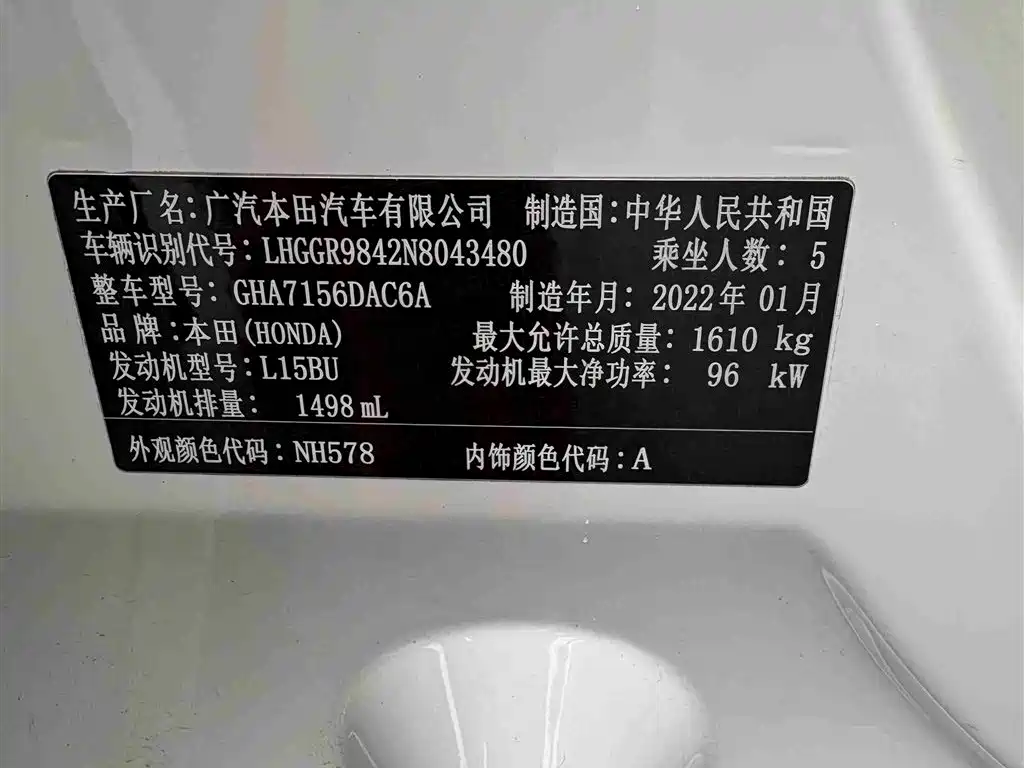 生产厂名：广汽本田汽车有限公司 制造国：中华人民共和国
车辆识别代号：LHGGR9842N8043480 乘坐人数：5
整车型号：GHA7156DAC6A 制造年月：2022年01月
品牌：本田(HONDA) 最大允许总质量：1610 kg
发动机型号：L15BU 发动机最大净功率：96 kW
发动机排量：1498 mL
外观颜色代码：NH578 内饰颜色代码：A